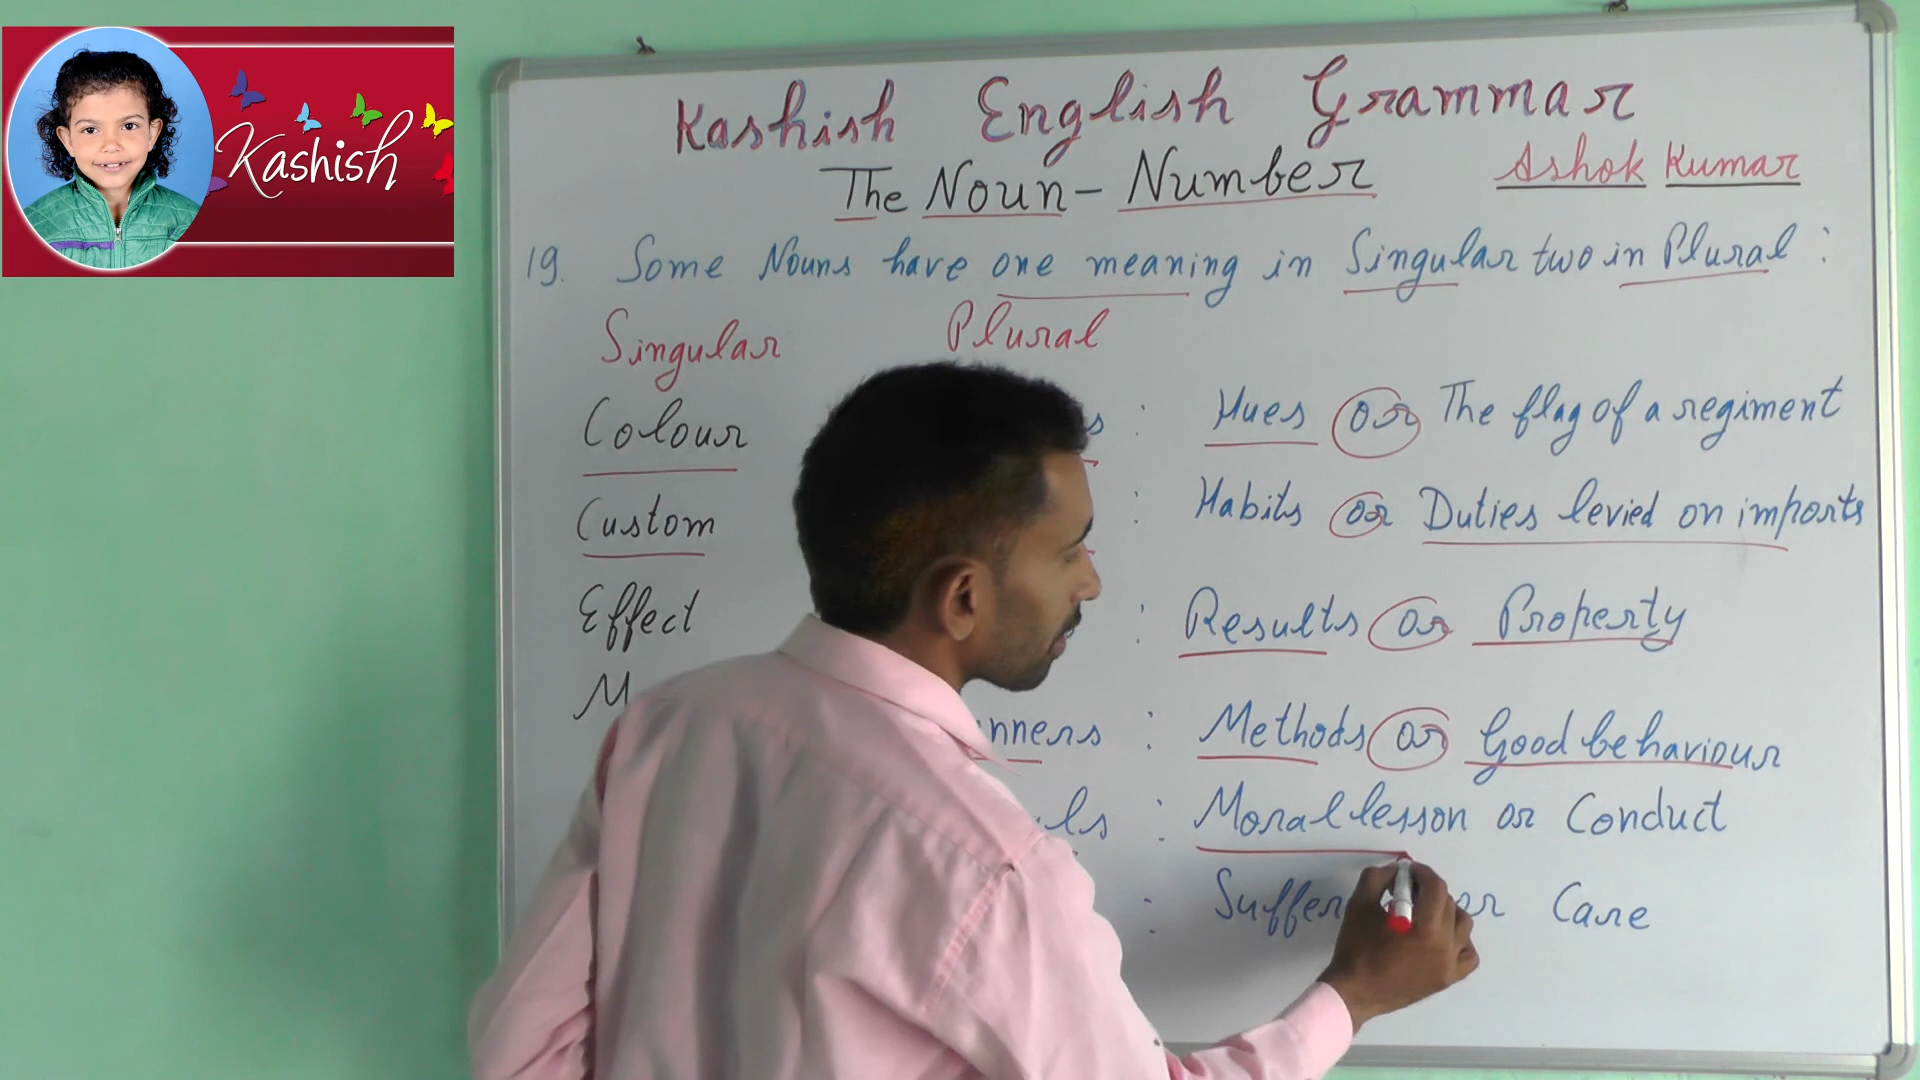 Kashish
Kashish English Grammar
The Noun - Number
Ashok Kumar
19. Some Nouns have one meaning in Singular two in Plural :
Singular Plural
Colour : Hues or The flag of a regiment
Custom : Habits or Duties levied on imports
Effect : Results or Property
: Methods or Good behaviour
: Moral lesson or Conduct
: or Care